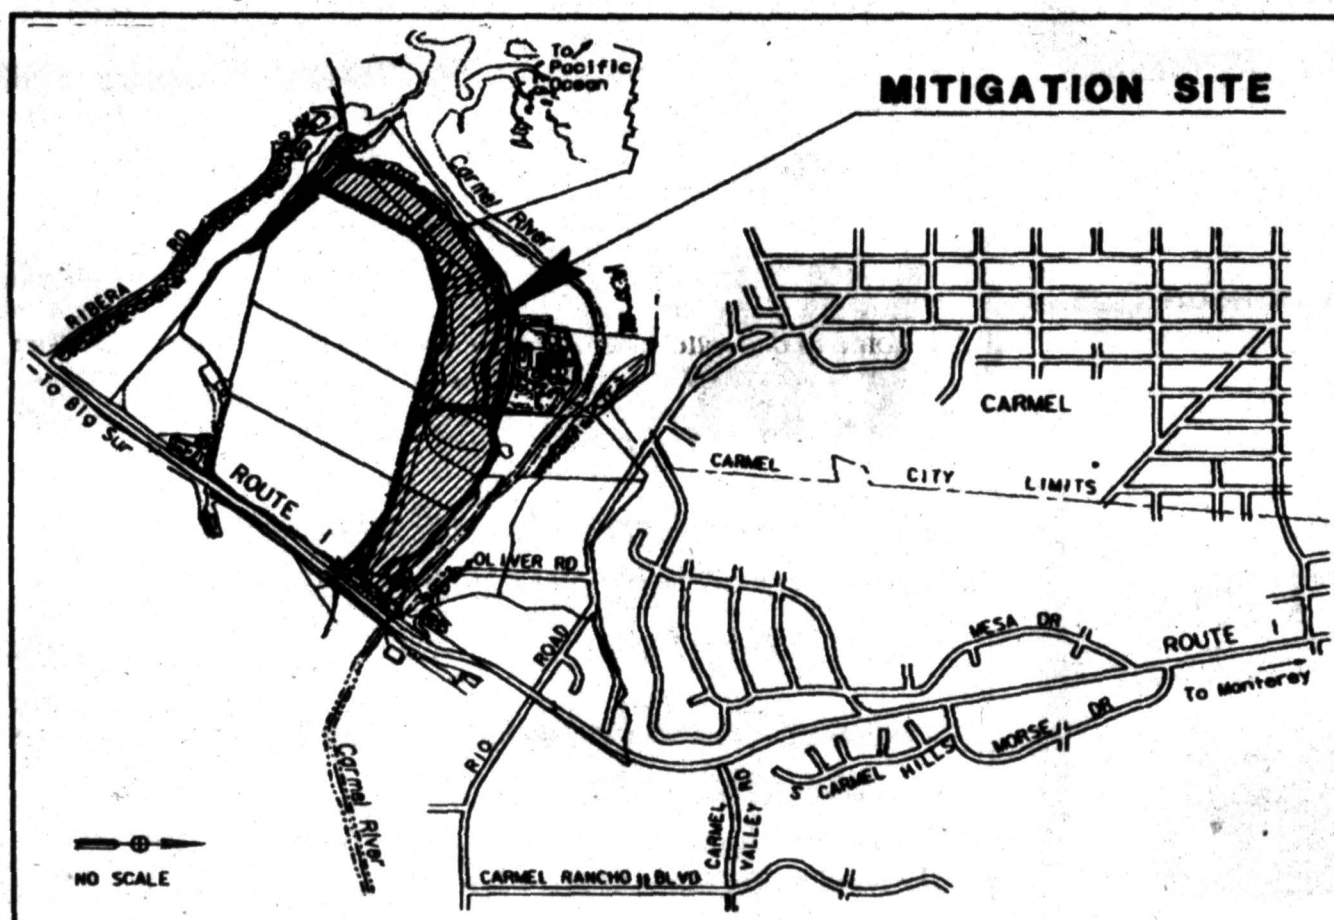 To
Pacific
Ocean
MITIGATION SITE
Carmel River
RIBERA RD
To Big Sur
ROUTE 1
CARMEL
CARMEL CITY LIMITS
OLIVER RD
RIO ROAD
MESA DR
ROUTE 1
To Monterey
MORSE DR
S CARMEL HILLS
CARMEL VALLEY RD
Carmel River
NO SCALE
CARMEL RANCHO BLVD